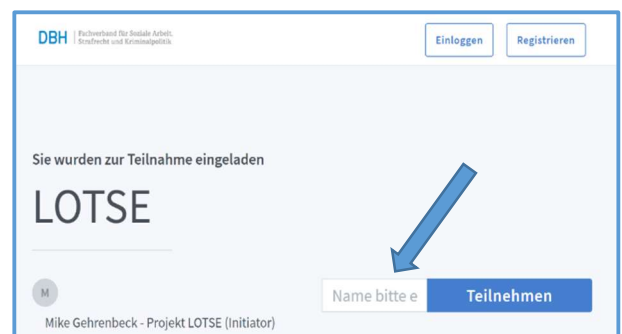 DBH
Fachverband für Soziale Arbeit,
Strafrecht und Kriminalpolitik
Einloggen
Registrieren
Sie wurden zur Teilnahme eingeladen
LOTSE
M
Name bitte e
Teilnehmen
Mike Gehrenbeck - Projekt LOTSE (Initiator)